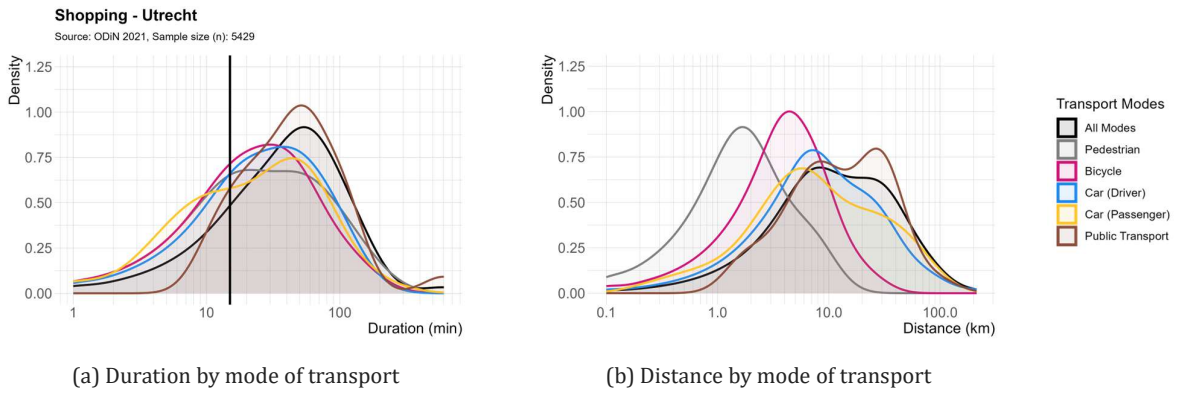 Shopping - Utrecht
Source: ODiN 2021, Sample size (n): 5429
Density
1.25
1.00
0.75
0.50
0.25
0.00
1
10
100
Duration (min)
(a) Duration by mode of transport
Density
1.25
1.00
0.75
0.50
0.25
0.00
0.1
1.0
10.0
100.0
Distance (km)
(b) Distance by mode of transport
Transport Modes
All Modes
Pedestrian
Bicycle
Car (Driver)
Car (Passenger)
Public Transport